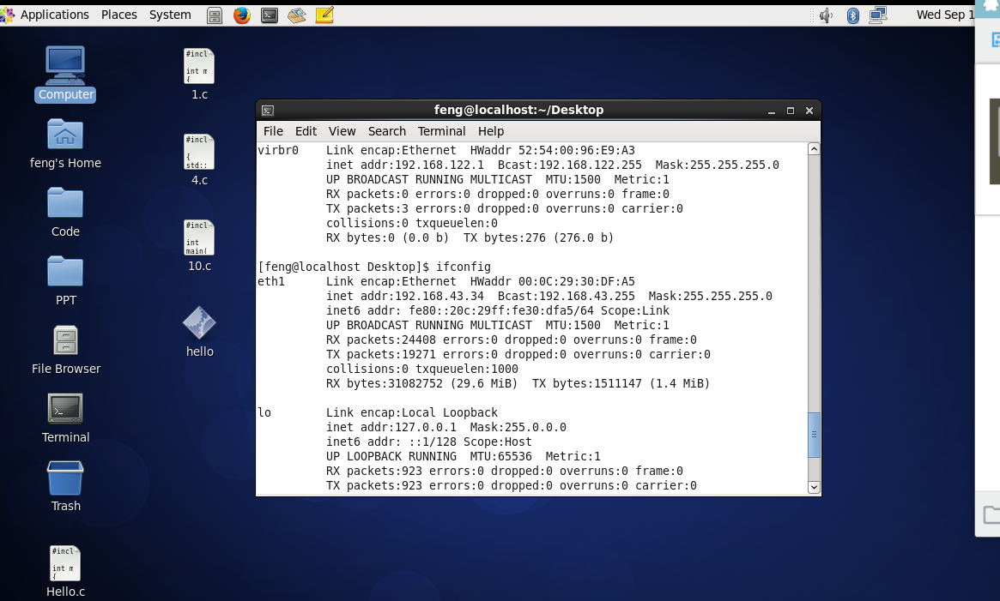 Applications Places System
Wed Sep 1
Computer
feng's Home
Code
PPT
File Browser
Terminal
Trash
#incl
int m
{
Hello.c
#incl
int m
{
1.c
#incl
{
std::
4.c
#incl
int
main(
10.c
hello
feng@localhost:~/Desktop
File Edit View Search Terminal Help
virbr0 Link encap:Ethernet HWaddr 52:54:00:96:E9:A3
inet addr:192.168.122.1 Bcast:192.168.122.255 Mask:255.255.255.0
UP BROADCAST RUNNING MULTICAST MTU:1500 Metric:1
RX packets:0 errors:0 dropped:0 overruns:0 frame:0
TX packets:3 errors:0 dropped:0 overruns:0 carrier:0
collisions:0 txqueuelen:0
RX bytes:0 (0.0 b) TX bytes:276 (276.0 b)
[feng@localhost Desktop]$ ifconfig
eth1 Link encap:Ethernet HWaddr 00:0C:29:30:DF:A5
inet addr:192.168.43.34 Bcast:192.168.43.255 Mask:255.255.255.0
inet6 addr: fe80::20c:29ff:fe30:dfa5/64 Scope:Link
UP BROADCAST RUNNING MULTICAST MTU:1500 Metric:1
RX packets:24408 errors:0 dropped:0 overruns:0 frame:0
TX packets:19271 errors:0 dropped:0 overruns:0 carrier:0
collisions:0 txqueuelen:1000
RX bytes:31082752 (29.6 MiB) TX bytes:1511147 (1.4 MiB)
lo Link encap:Local Loopback
inet addr:127.0.0.1 Mask:255.0.0.0
inet6 addr: ::1/128 Scope:Host
UP LOOPBACK RUNNING MTU:65536 Metric:1
RX packets:923 errors:0 dropped:0 overruns:0 frame:0
TX packets:923 errors:0 dropped:0 overruns:0 carrier:0